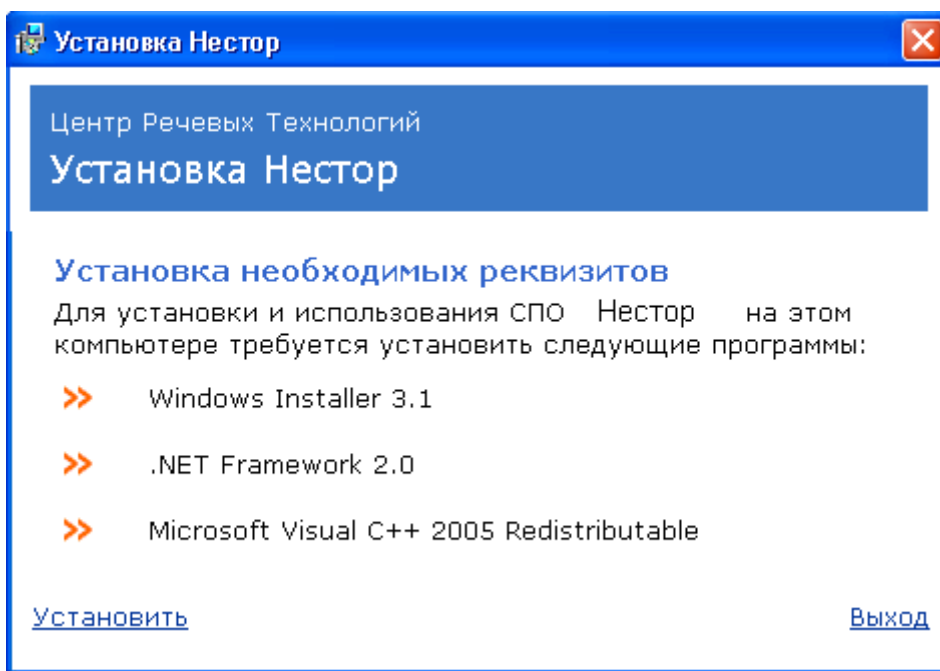 Установка Нестор
Центр Речевых Технологий
Установка Нестор
Установка необходимых реквизитов
Для установки и использования СПО Нестор на этом
компьютере требуется установить следующие программы:
Windows Installer 3.1
.NET Framework 2.0
Microsoft Visual C++ 2005 Redistributable
Установить Выход